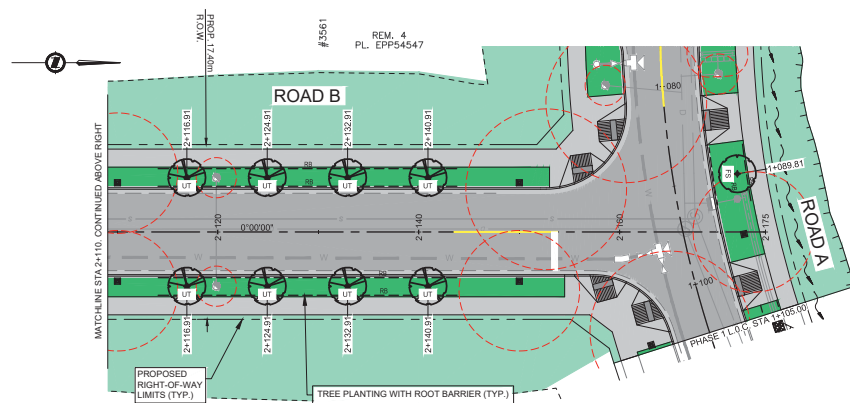 #3561
REM. 4
PL. EPP54547
PROP. 17.40m
R.O.W.
Z
ROAD B
2+116.91
2+124.91
2+132.91
2+140.91
1+080
1+089.81
UT
UT
UT
UT
RB
RB
FS
MATCHLINE STA 2+110. CONTINUED ABOVE RIGHT
2+120
0°00'00"
2+140
2+160
2+175
ROAD A
W
W
W
W
1+100
UT
UT
UT
UT
RB
RB
2+116.91
2+124.91
2+132.91
2+140.91
PHASE 1 L.O.C. STA 1+105.00
PROPOSED
RIGHT-OF-WAY
LIMITS (TYP.)
TREE PLANTING WITH ROOT BARRIER (TYP.)